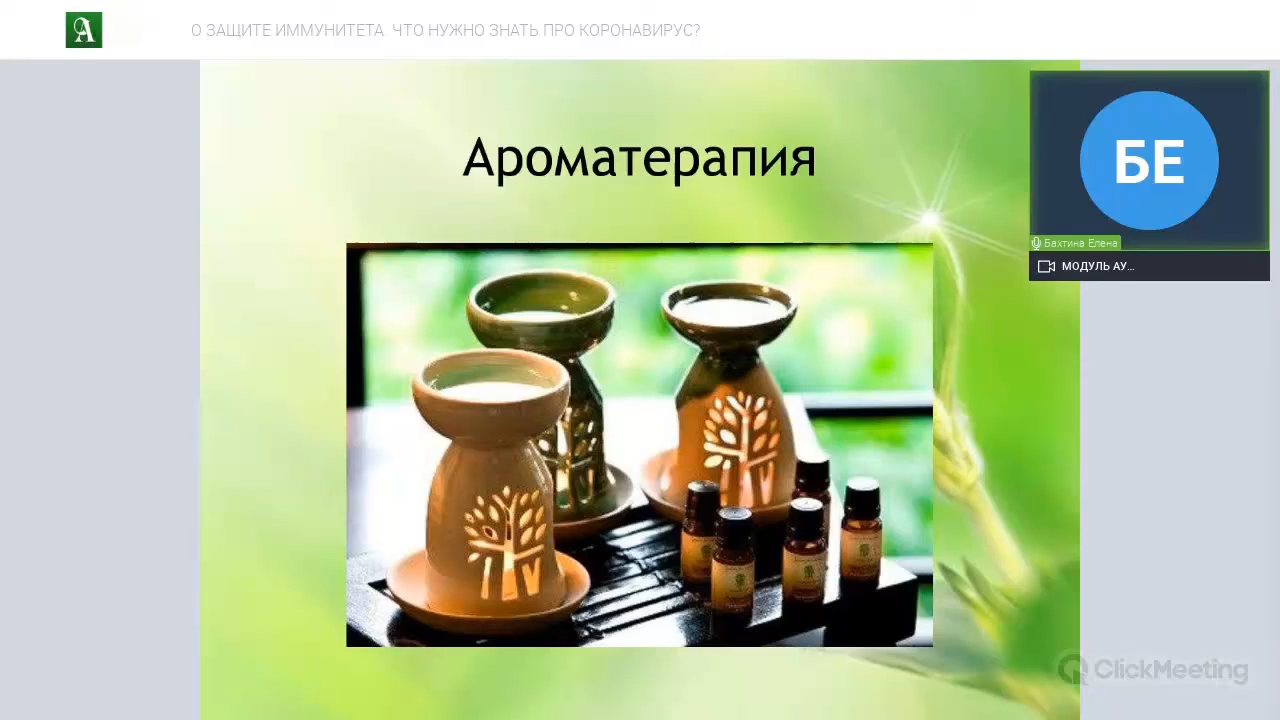 А
О ЗАЩИТЕ ИММУНИТЕТА. ЧТО НУЖНО ЗНАТЬ ПРО КОРОНАВИРУС?
Ароматерапия
БЕ
Бахтина Елена
МОДУЛЬ АУ...
ClickMeeting